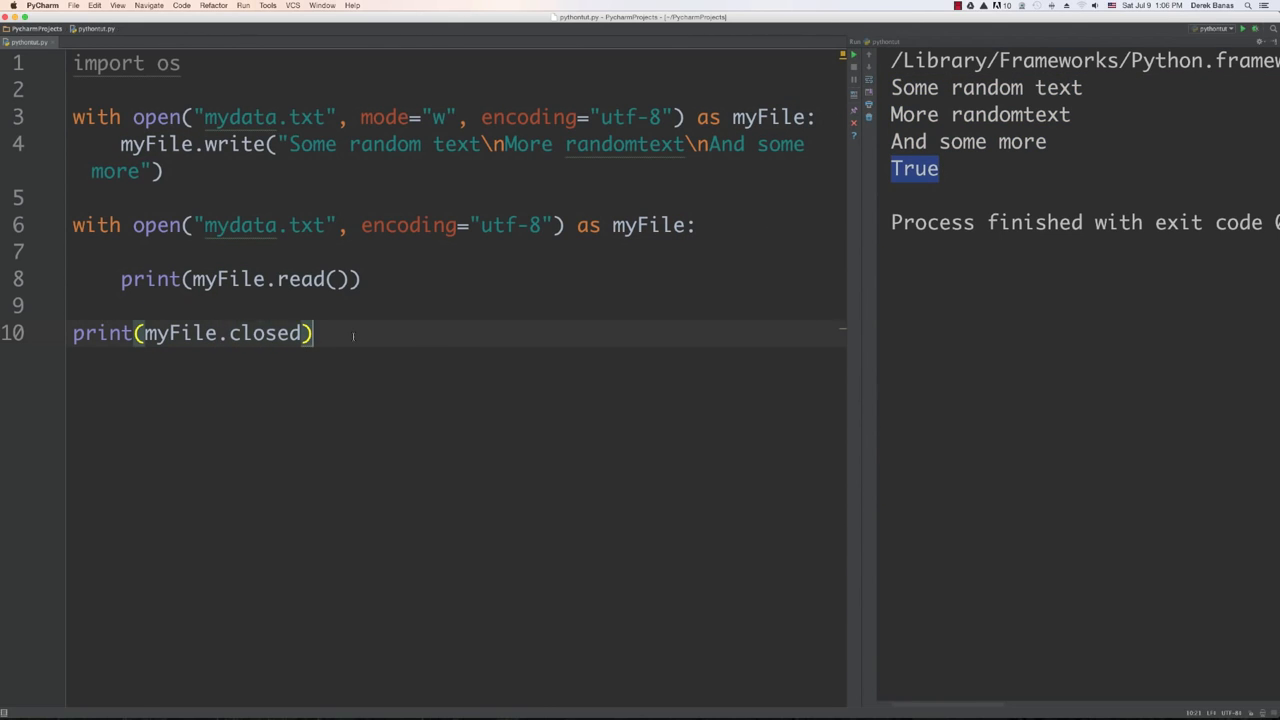 PyCharm File Edit View Navigate Code Refactor Run Tools VCS Window Help 10 Sat Jul 9 1:06 PM Derek Banas
pythontut.py - PycharmProjects - [~/PycharmProjects]
PycharmProjects pythontut.py pythontut
pythontut.py Run pythontut
1 import os
2
3 with open("mydata.txt", mode="w", encoding="utf-8") as myFile:
4 myFile.write("Some random text\nMore randomtext\nAnd some
more")
5
6 with open("mydata.txt", encoding="utf-8") as myFile:
7
8 print(myFile.read())
9
10 print(myFile.closed)
/Library/Frameworks/Python.framew
Some random text
More randomtext
And some more
True
Process finished with exit code 0
10:21 LF‡ UTF-8‡